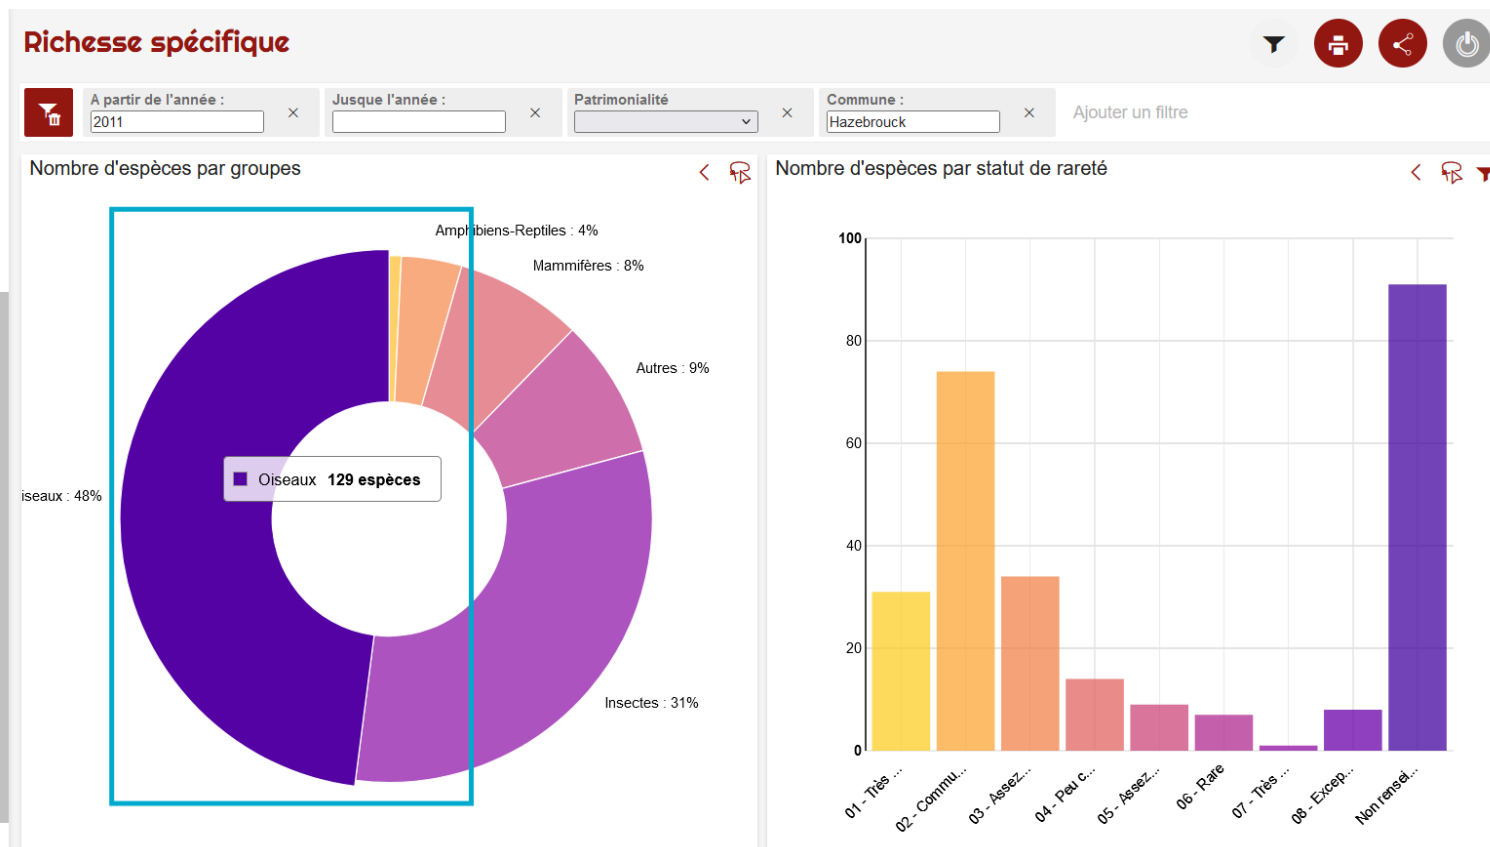 Richesse spécifique
A partir de l'année :
2011
Jusque l'année :
Patrimonialité
Commune :
Hazebrouck
Ajouter un filtre
Nombre d'espèces par groupes
Amphibiens-Reptiles : 4%
Mammifères : 8%
Autres : 9%
Oiseaux 129 espèces
iseaux : 48%
Insectes : 31%
Nombre d'espèces par statut de rareté
100
80
60
40
20
0
01 - Très ...
02 - Commu...
03 - Assez...
04 - Peu c...
05 - Assez...
06 - Rare
07 - Très ...
08 - Excep...
Non rensei...